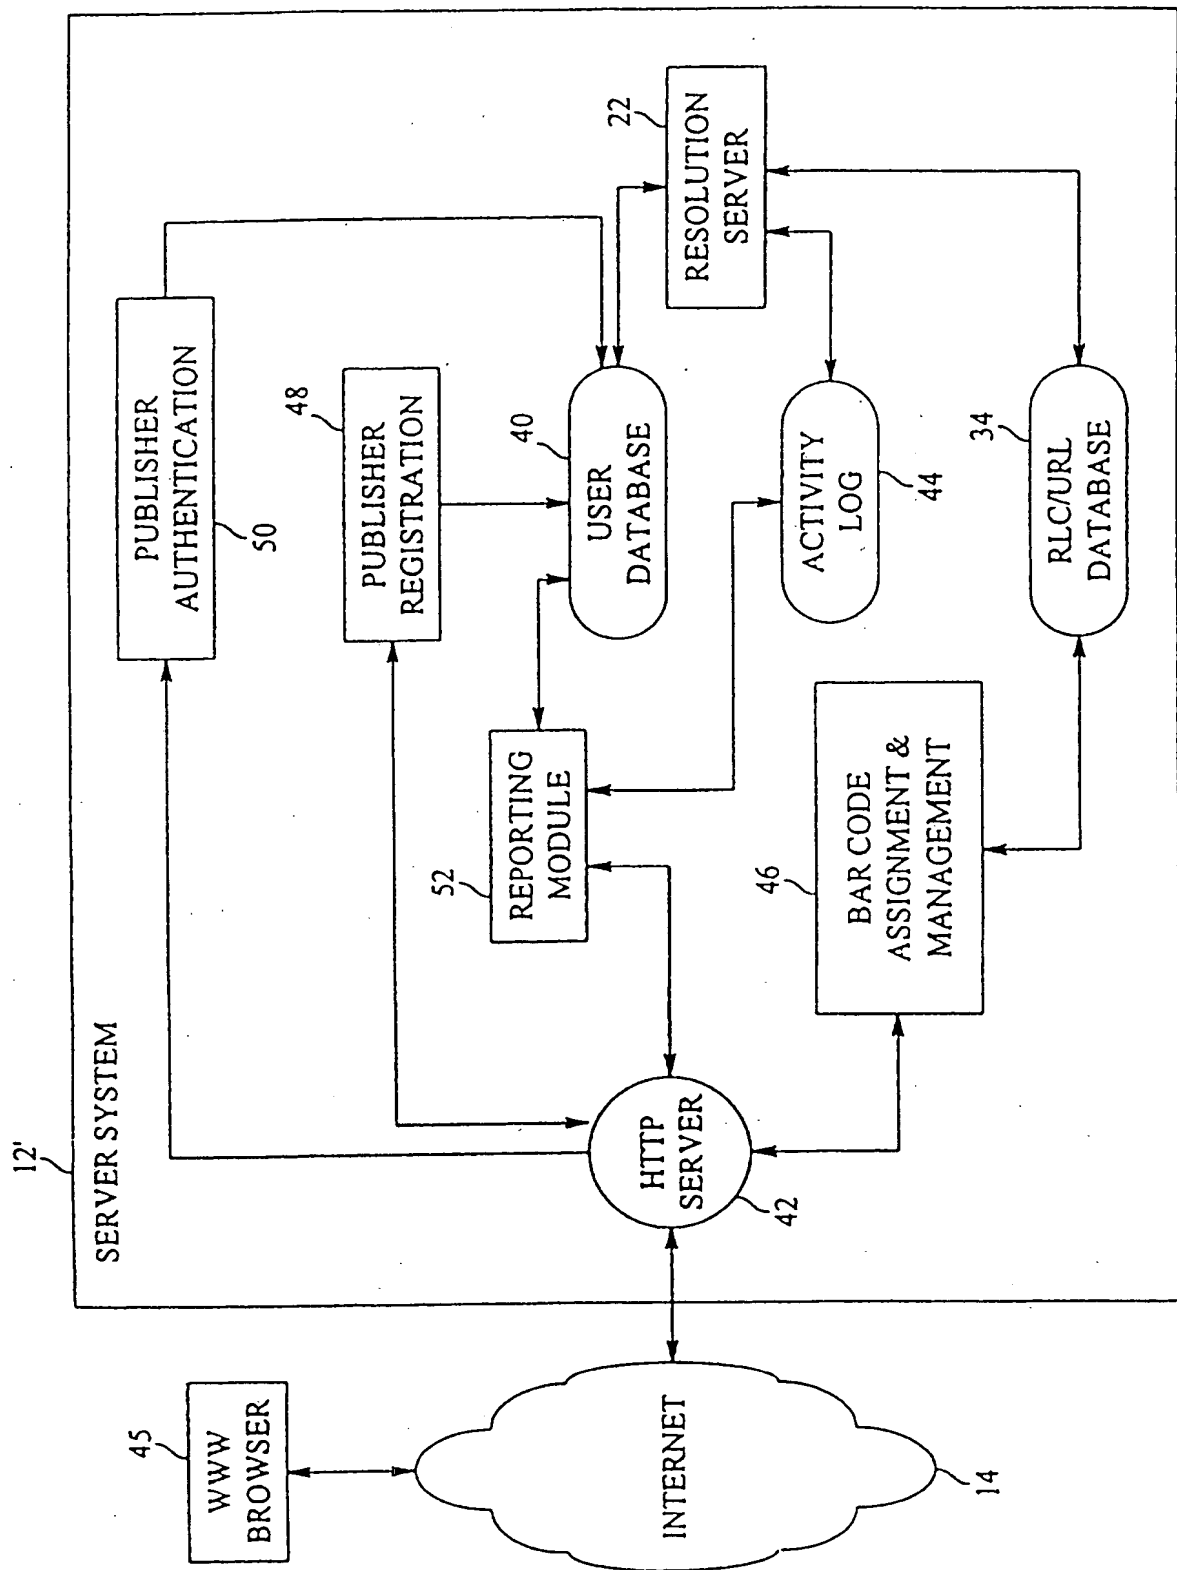 12'
SERVER SYSTEM
45
WWW
BROWSER
INTERNET
14
HTTP
SERVER
42
PUBLISHER
AUTHENTICATION
50
PUBLISHER
REGISTRATION
48
REPORTING
MODULE
52
USER
DATABASE
40
ACTIVITY
LOG
44
BAR CODE
ASSIGNMENT &
MANAGEMENT
46
RLC/URL
DATABASE
34
RESOLUTION
SERVER
22